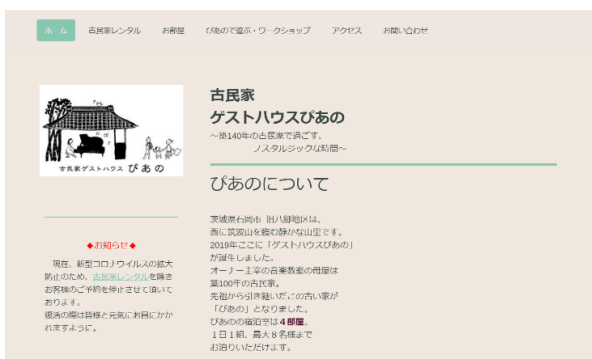 ホーム 古民家レンタル お部屋 ぴあので遊ぶ・ワークショップ アクセス お問い合わせ
古民家ゲストハウス ぴあの
古民家
ゲストハウスぴあの
～築140年の古民家で過ごす、
ノスタルジックな時間～
ぴあのについて
◆お知らせ◆
現在、新型コロナウイルスの拡大
防止のため、古民家レンタルを除き
お客様のご予約を停止させて頂いて
おります。
復活の際は皆様と元気にお目にかか
れますように。
茨城県石岡市 旧八郷地区は、
西に筑波山を臨む静かな山里です。
2019年ここに「ゲストハウスぴあの」
が誕生しました。
オーナー主宰の音楽教室の母屋は
築100年の古民家。
先祖から引き継いだこの古い家が
「ぴあの」となりました。
ぴあのの宿泊室は4部屋。
1日1組、最大8名様まで
お泊りいただけます。